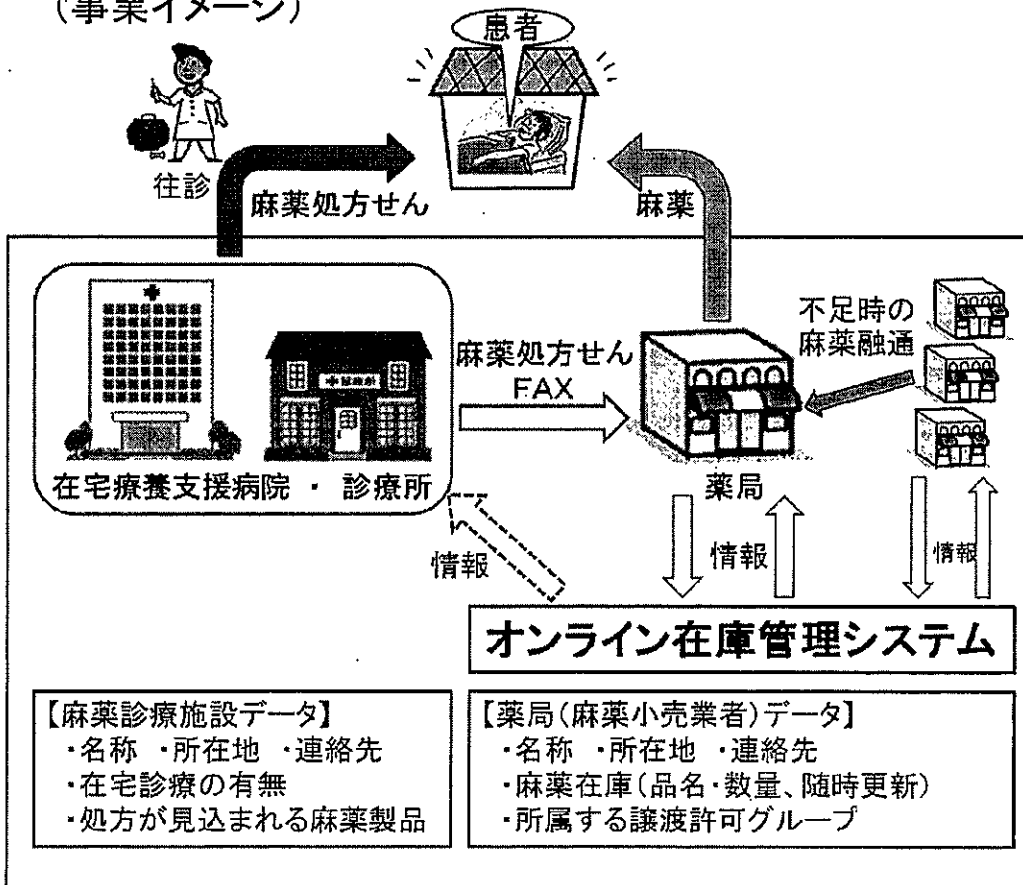 (事業イメージ)
患者
往診
麻薬処方せん
麻薬
不足時の
麻薬融通
麻薬処方せん
FAX
薬局
在宅療養支援病院 ・ 診療所
情報
情報
情報
オンライン在庫管理システム
【麻薬診療施設データ】
・名称 ・所在地 ・連絡先
・在宅診療の有無
・処方が見込まれる麻薬製品
【薬局(麻薬小売業者)データ】
・名称 ・所在地 ・連絡先
・麻薬在庫(品名・数量、随時更新)
・所属する譲渡許可グループ